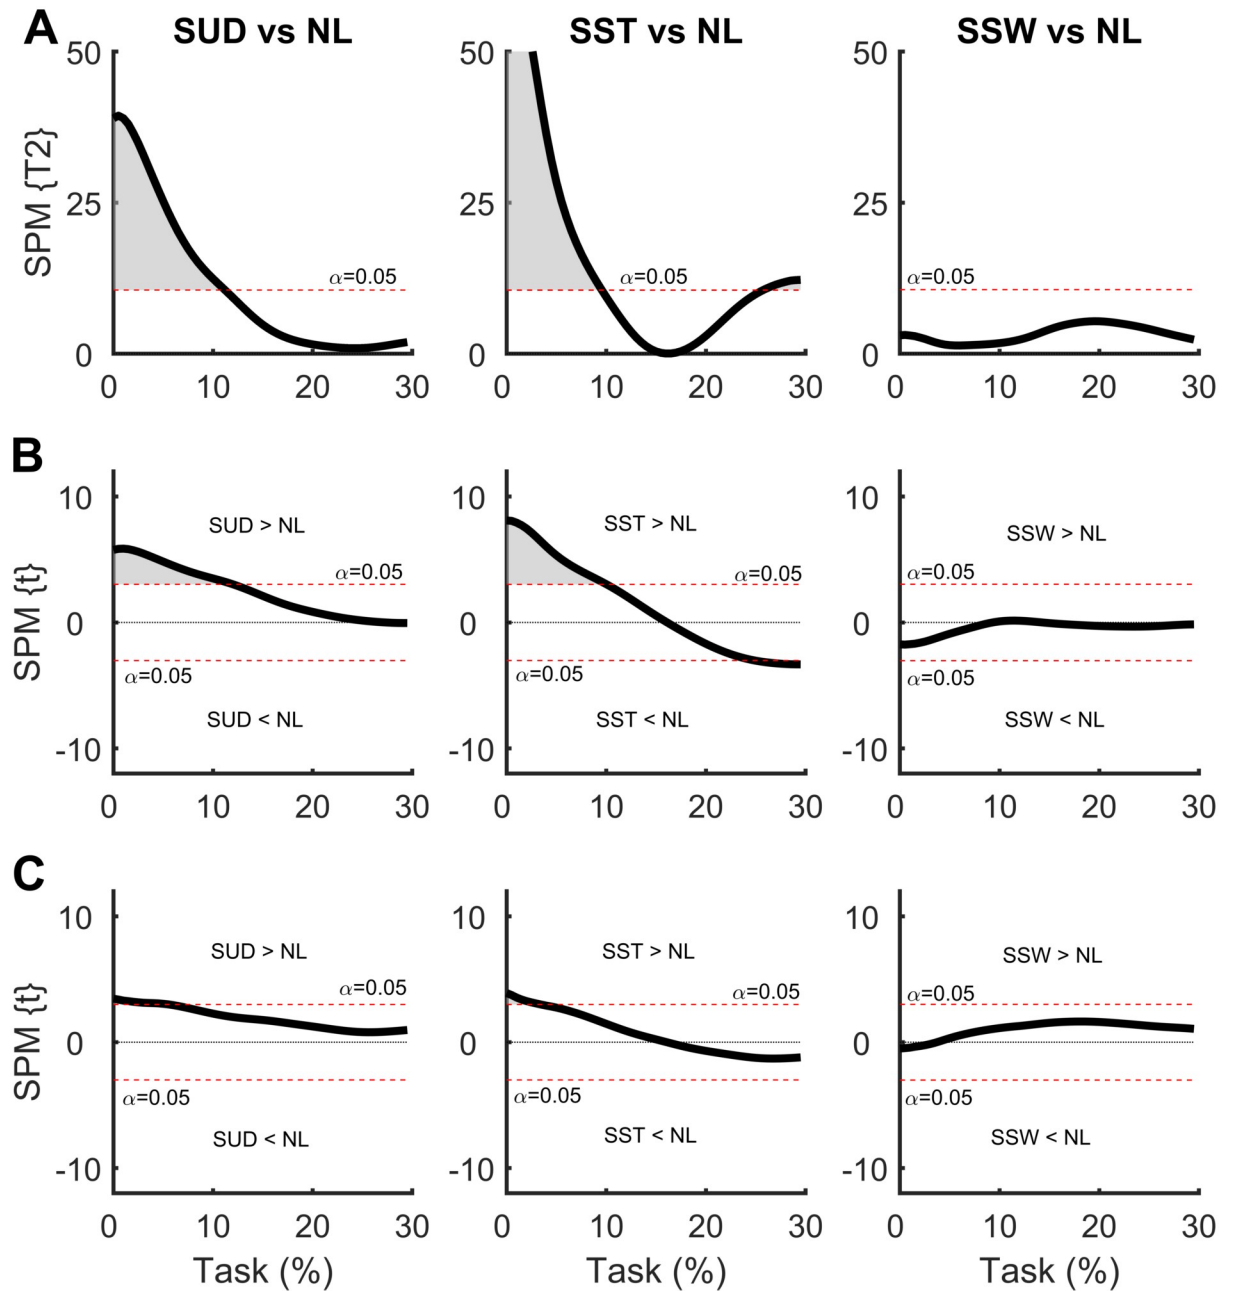 A
SUD vs NL
SST vs NL
SSW vs NL
SPM {T2}
50
25
0
α=0.05
0 10 20 30
50
25
0
α=0.05
0 10 20 30
50
25
0
α=0.05
0 10 20 30
B
SPM {t}
10
0
-10
SUD > NL
α=0.05
α=0.05
SUD < NL
0 10 20 30
10
0
-10
SST > NL
α=0.05
α=0.05
SST < NL
0 10 20 30
10
0
-10
SSW > NL
α=0.05
α=0.05
SSW < NL
0 10 20 30
C
SPM {t}
10
0
-10
SUD > NL
α=0.05
α=0.05
SUD < NL
0 10 20 30
Task (%)
10
0
-10
SST > NL
α=0.05
α=0.05
SST < NL
0 10 20 30
Task (%)
10
0
-10
SSW > NL
α=0.05
α=0.05
SSW < NL
0 10 20 30
Task (%)